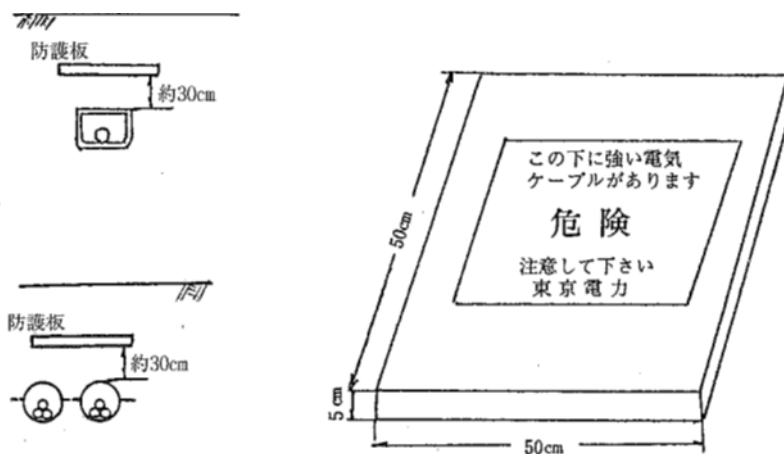 防護板
約30cm
防護板
約30cm
この下に強い電気
ケーブルがあります
危険
注意して下さい
東京電力
50cm
5cm
50cm